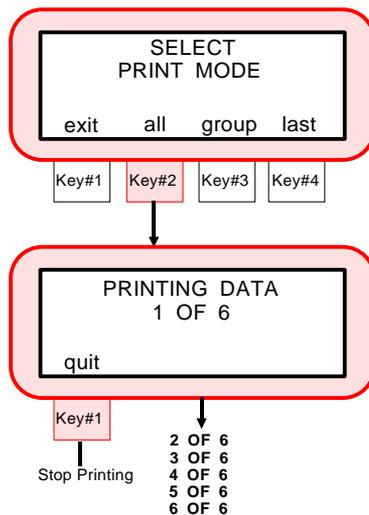 SELECT
PRINT MODE
exit all group last
Key#1 Key#2 Key#3 Key#4
PRINTING DATA
1 OF 6
quit
Key#1
Stop Printing
2 OF 6
3 OF 6
4 OF 6
5 OF 6
6 OF 6